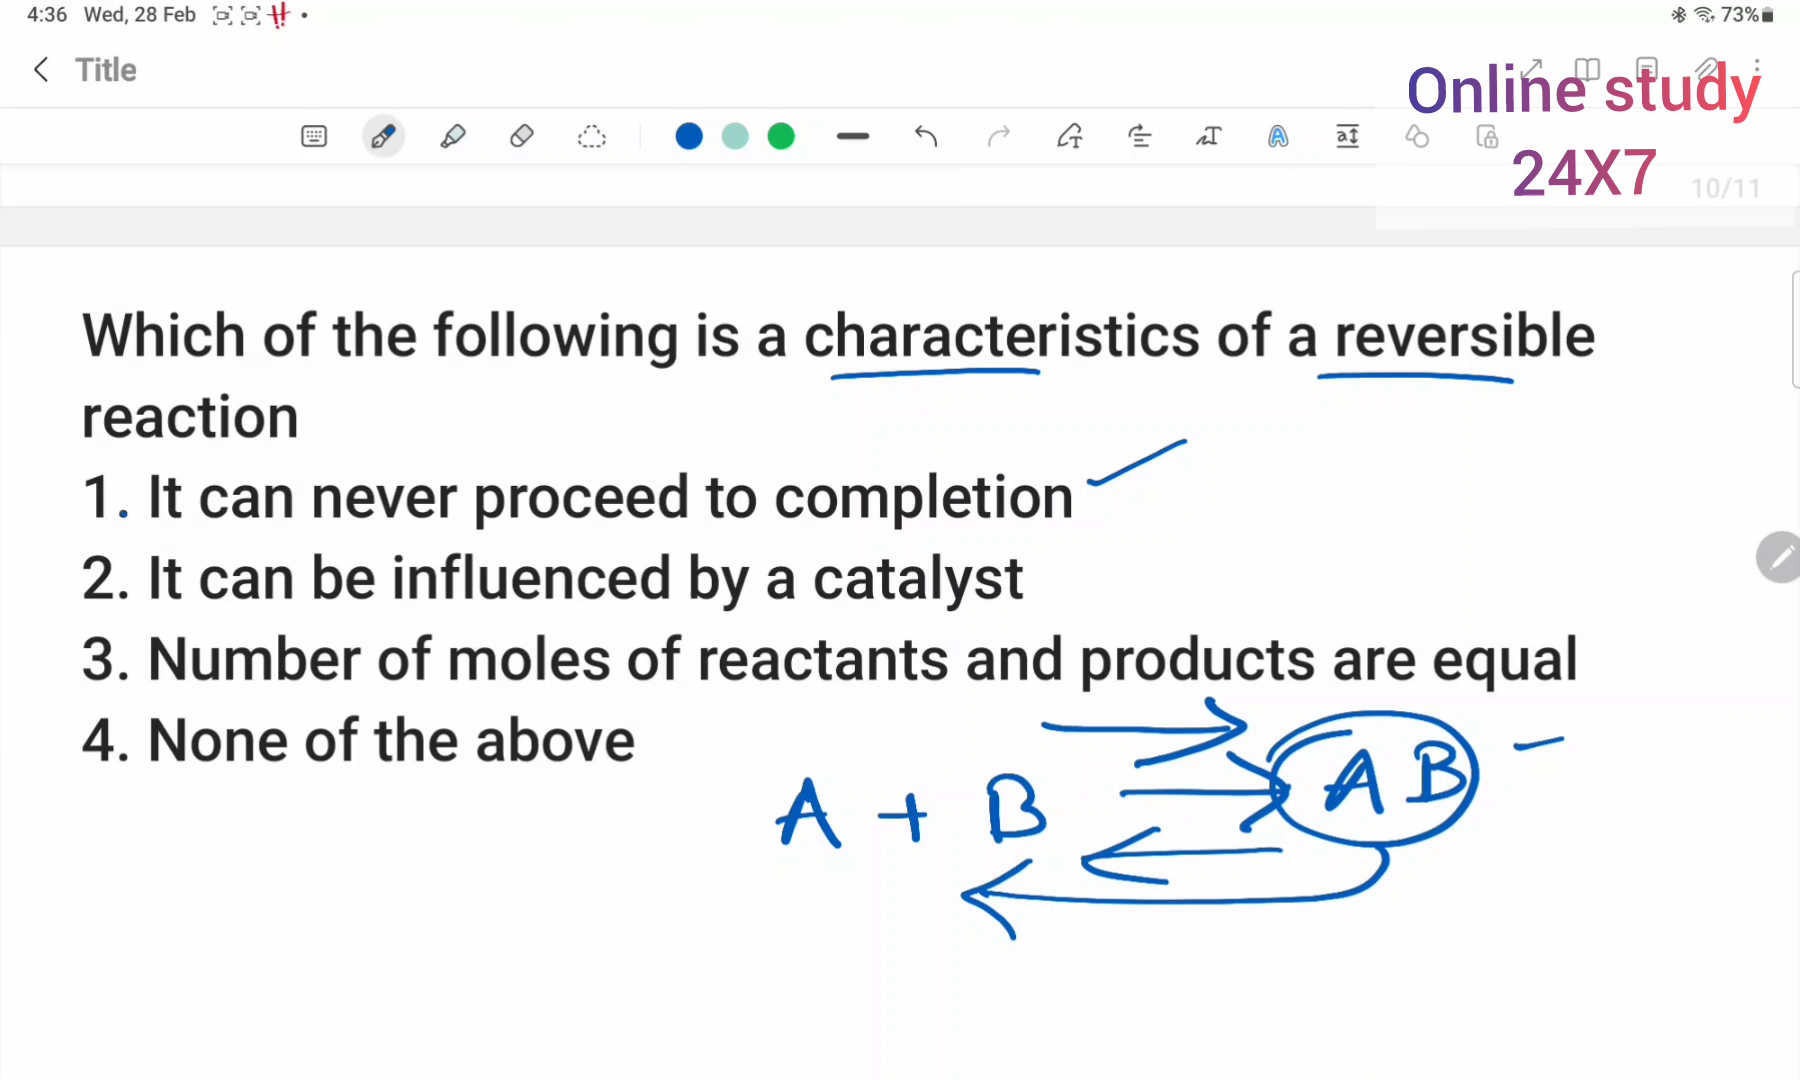 4:36 Wed, 28 Feb
73%
Title
Online study
24X7
10/11
Which of the following is a characteristics of a reversible
reaction
1. It can never proceed to completion
2. It can be influenced by a catalyst
3. Number of moles of reactants and products are equal
4. None of the above
A + B ⇌ AB